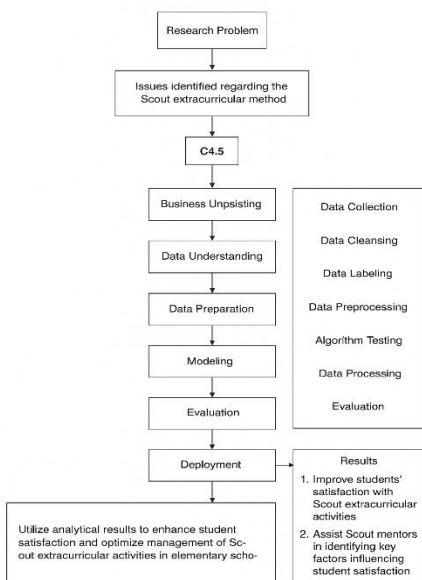 Research Problem
Issues identified regarding the
Scout extracurricular method
C4.5
Business Unpsisting
Data Understanding
Data Preparation
Modeling
Evaluation
Deployment
Utilize analytical results to enhance student
satisfaction and optimize management of Sc-
out extracurricular activities in elementary scho-
Data Collection
Data Cleansing
Data Labeling
Data Preprocessing
Algorithm Testing
Data Processing
Evaluation
Results
1. Improve students'
satisfaction with
Scout extracurricular
activities
2. Assist Scout mentors
in identifying key
factors influencing
student satisfaction